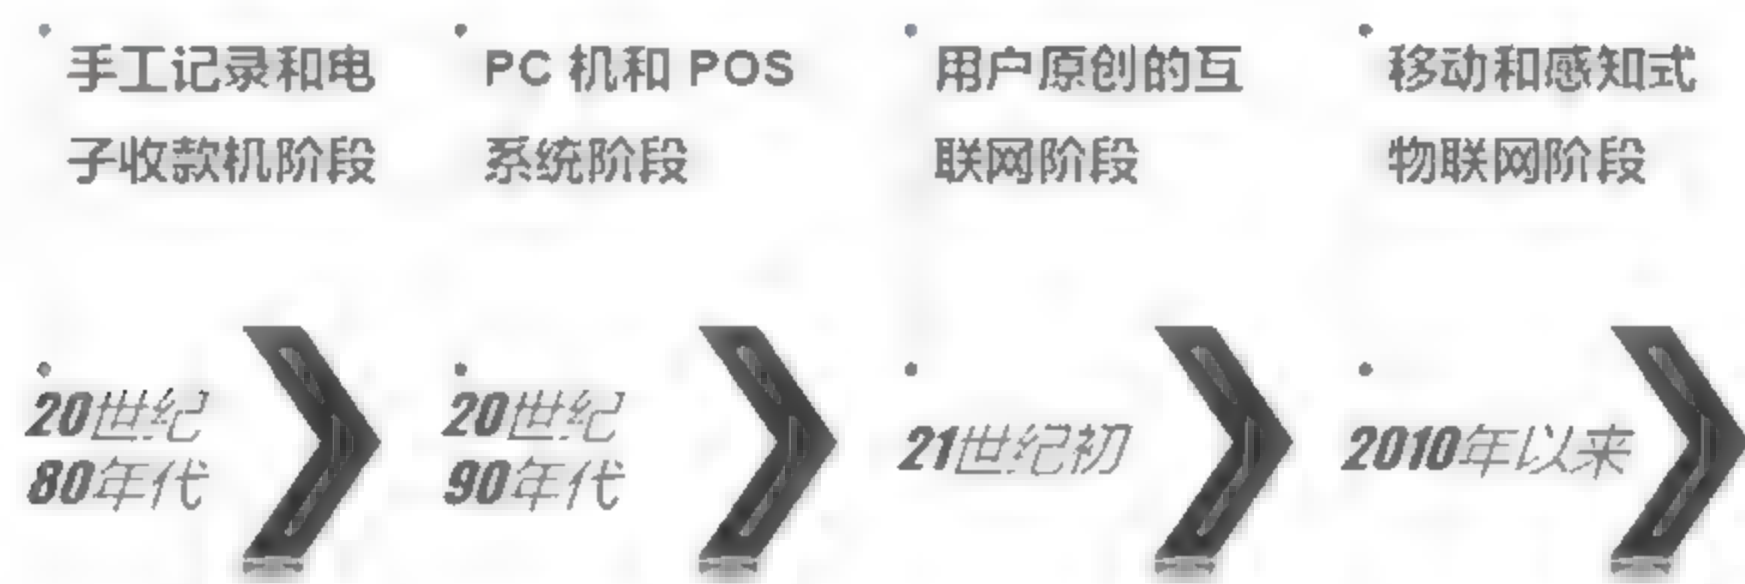 手工记录和电
子收款机阶段
PC 机和 POS
系统阶段
用户原创的互
联网阶段
移动和感知式
物联网阶段
20世纪
80年代
20世纪
90年代
21世纪初
2010年以来